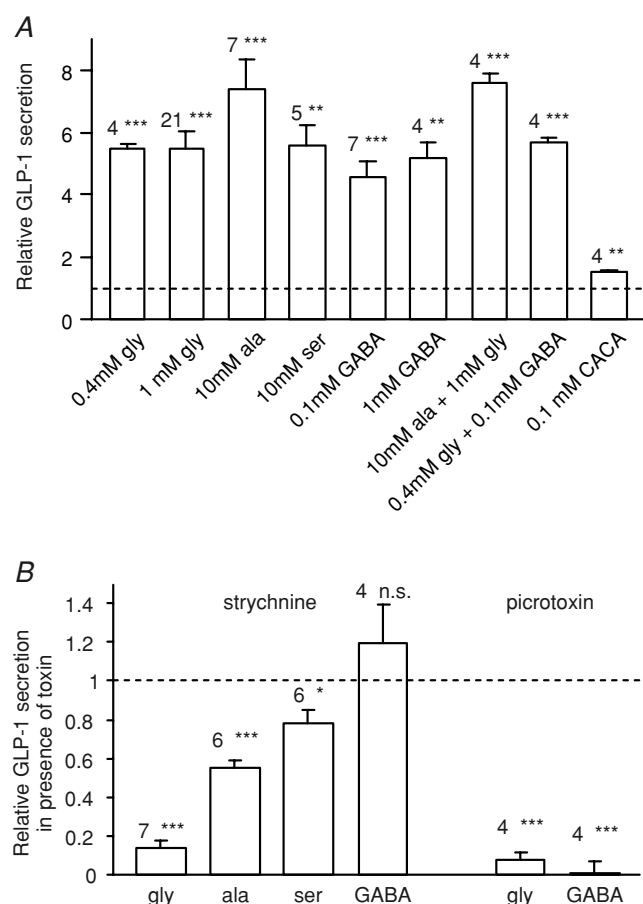 A
Relative GLP-1 secretion
8
6
4
2
0
4 ***
21 ***
7 ***
5 **
7 ***
4 **
4 ***
4 ***
4 **
0.4mM gly
1 mM gly
10mM ala
10mM ser
0.1mM GABA
1mM GABA
10mM ala + 1mM gly
0.4mM gly + 0.1mM GABA
0.1 mM CACA
B
Relative GLP-1 secretion
in presence of toxin
1.4
1.2
1
0.8
0.6
0.4
0.2
0
strychnine
picrotoxin
7 ***
6 ***
6 *
4 n.s.
4 ***
4 ***
gly ala ser GABA gly GABA